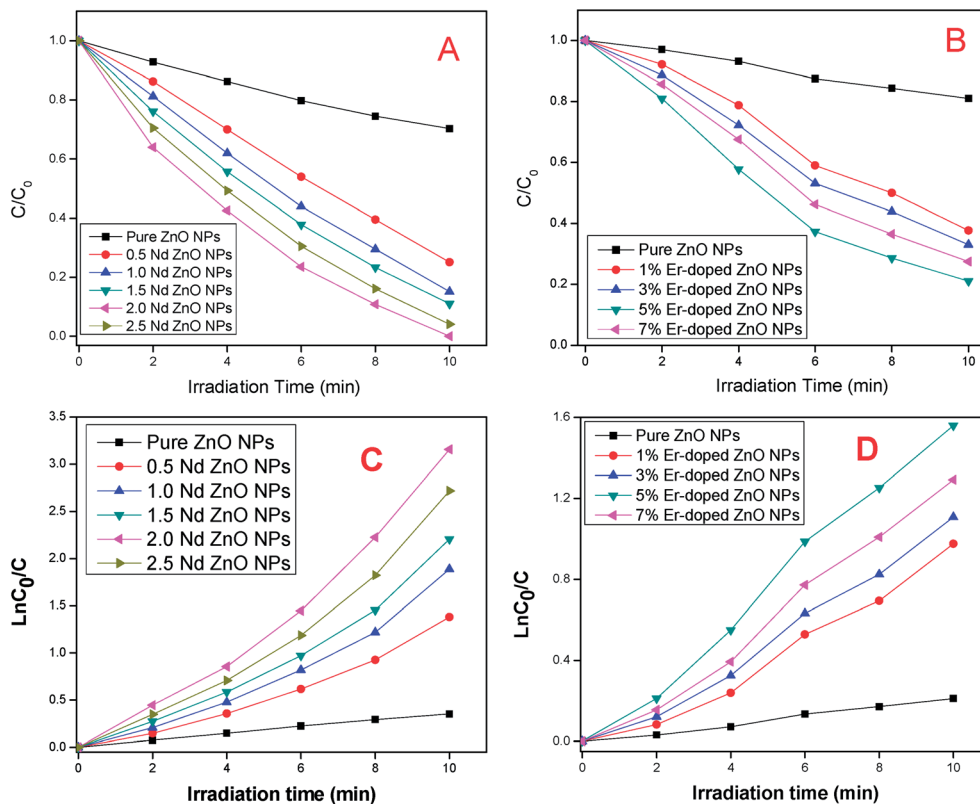 A
C/C0
1.0
0.8
0.6
0.4
0.2
0.0
Pure ZnO NPs
0.5 Nd ZnO NPs
1.0 Nd ZnO NPs
1.5 Nd ZnO NPs
2.0 Nd ZnO NPs
2.5 Nd ZnO NPs
0 2 4 6 8 10
Irradiation Time (min)
B
C/C0
1.0
0.8
0.6
0.4
0.2
0.0
Pure ZnO NPs
1% Er-doped ZnO NPs
3% Er-doped ZnO NPs
5% Er-doped ZnO NPs
7% Er-doped ZnO NPs
0 2 4 6 8 10
Irradiation Time (min)
C
LnC0/C
3.5
3.0
2.5
2.0
1.5
1.0
0.5
0.0
Pure ZnO NPs
0.5 Nd ZnO NPs
1.0 Nd ZnO NPs
1.5 Nd ZnO NPs
2.0 Nd ZnO NPs
2.5 Nd ZnO NPs
0 2 4 6 8 10
Irradiation time (min)
D
LnC0/C
1.6
1.2
0.8
0.4
0.0
Pure ZnO NPs
1% Er-doped ZnO NPs
3% Er-doped ZnO NPs
5% Er-doped ZnO NPs
7% Er-doped ZnO NPs
0 2 4 6 8 10
Irradiation time (min)